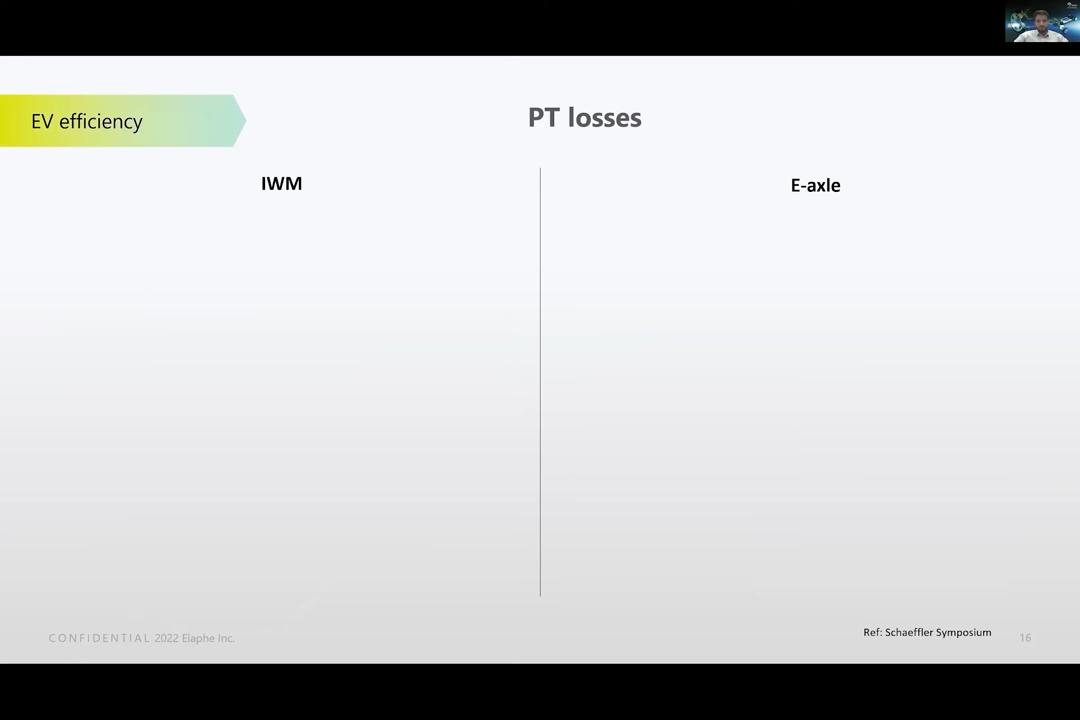 EV efficiency
PT losses
IWM
E-axle
CONFIDENTIAL 2022 Elaphe Inc.
Ref: Schaeffler Symposium
16